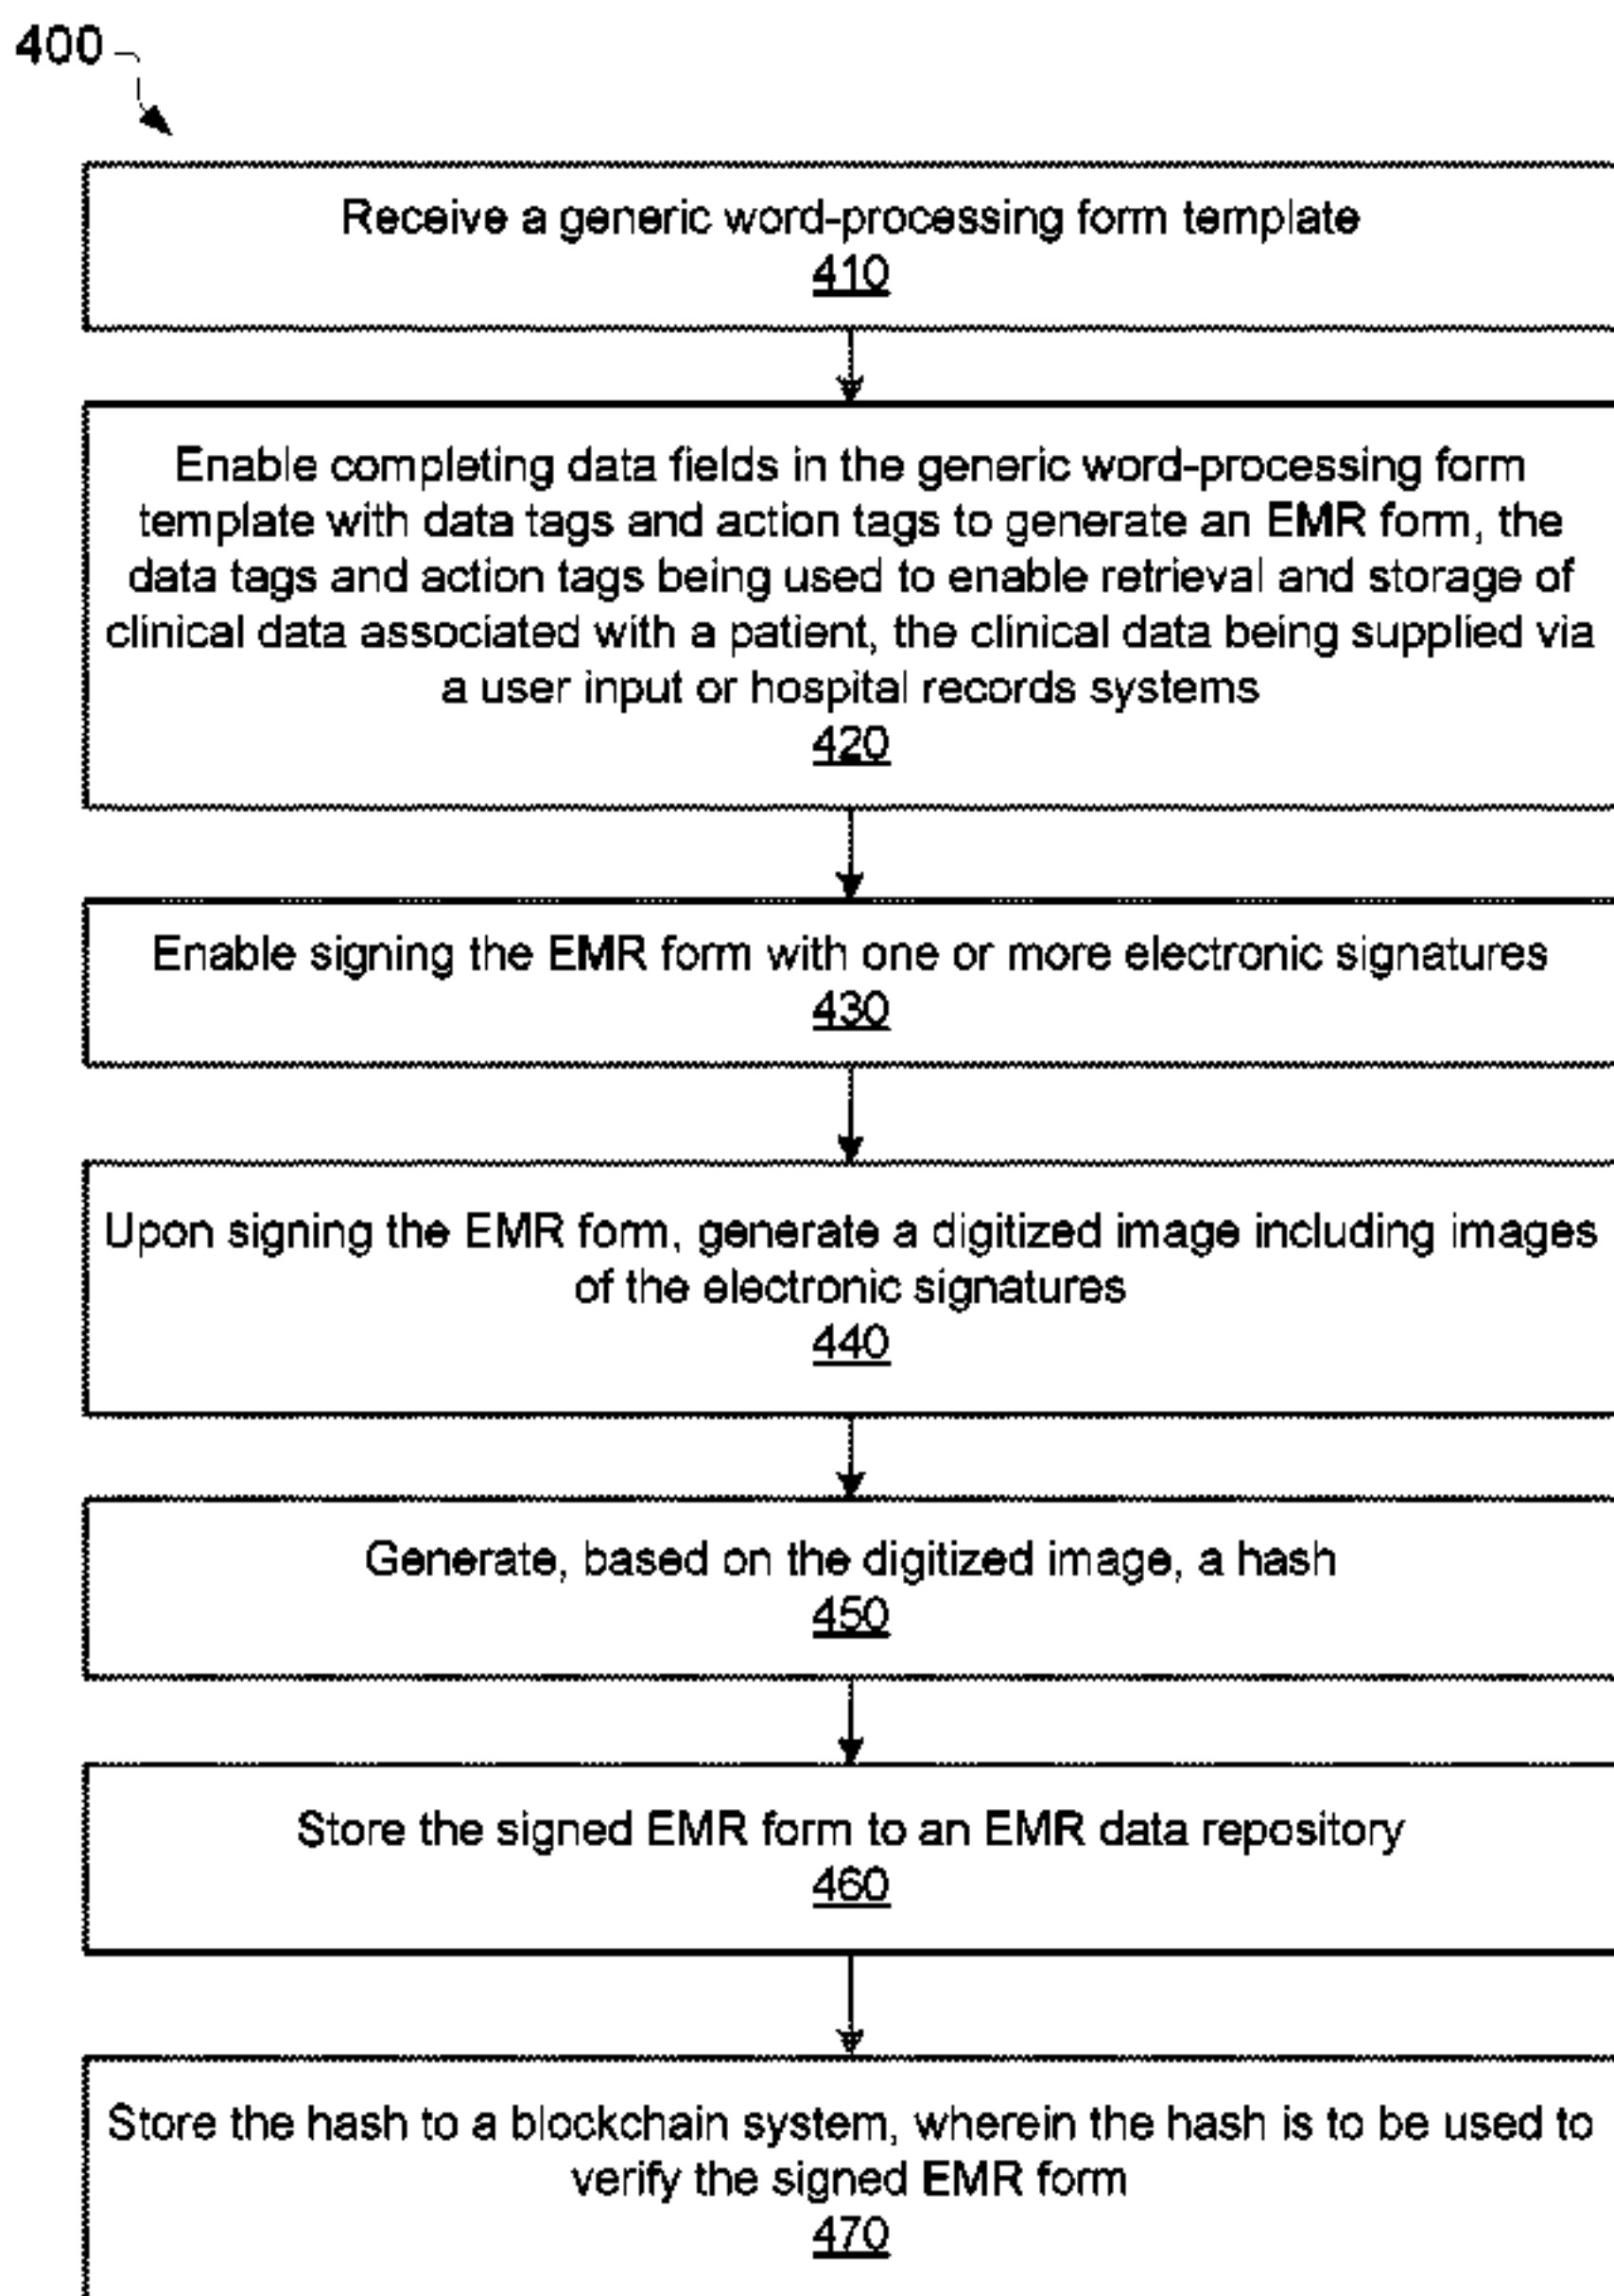 400
Receive a generic word-processing form template
410
Enable completing data fields in the generic word-processing form
template with data tags and action tags to generate an EMR form, the
data tags and action tags being used to enable retrieval and storage of
clinical data associated with a patient, the clinical data being supplied via
a user input or hospital records systems
420
Enable signing the EMR form with one or more electronic signatures
430
Upon signing the EMR form, generate a digitized image including images
of the electronic signatures
440
Generate, based on the digitized image, a hash
450
Store the signed EMR form to an EMR data repository
460
Store the hash to a blockchain system, wherein the hash is to be used to
verify the signed EMR form
470